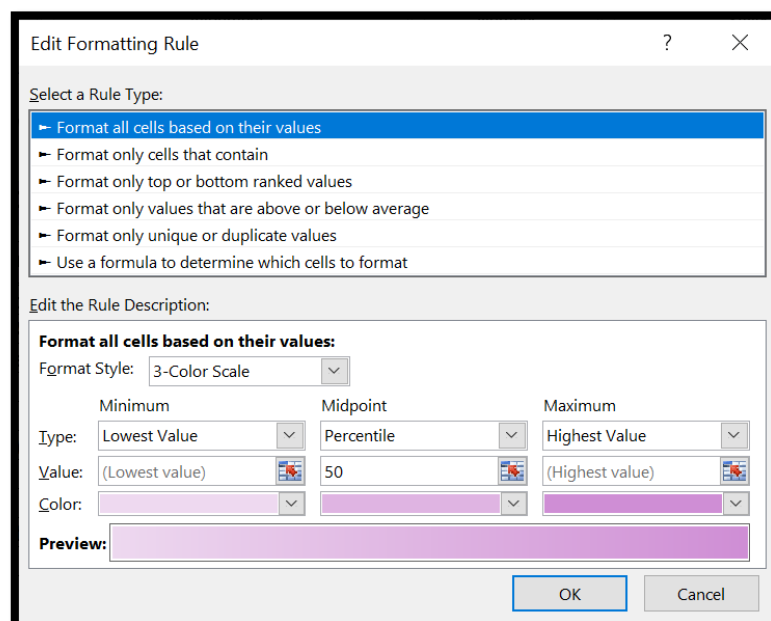 Edit Formatting Rule ? ×
Select a Rule Type:
► Format all cells based on their values
► Format only cells that contain
► Format only top or bottom ranked values
► Format only values that are above or below average
► Format only unique or duplicate values
► Use a formula to determine which cells to format
Edit the Rule Description:
Format all cells based on their values:
Format Style: 3-Color Scale
Minimum Midpoint Maximum
Type: Lowest Value Percentile Highest Value
Value: (Lowest value) 50 (Highest value)
Color:
Preview:
OK Cancel